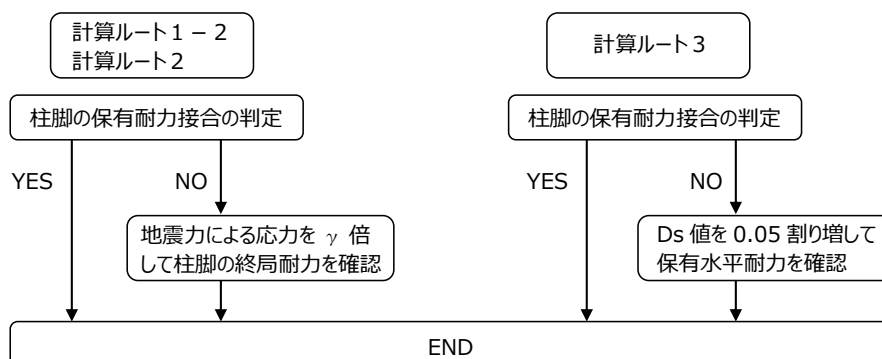 計算ルート１－２
計算ルート２
柱脚の保有耐力接合の判定
YES
NO
地震力による応力を γ 倍
して柱脚の終局耐力を確認
計算ルート３
柱脚の保有耐力接合の判定
YES
NO
Ds 値を 0.05 割り増して
保有水平耐力を確認
END